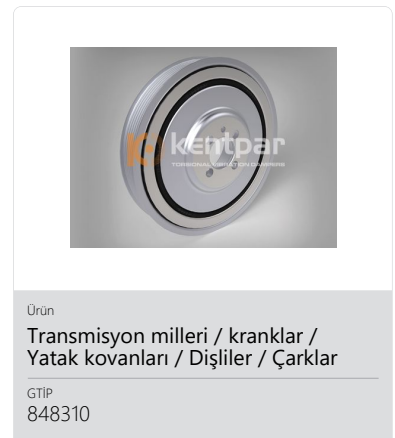 kentpar
TORSIONAL VIBRATION DAMPERS
Ürün
Transmisyon milleri / kranklar /
Yatak kovanları / Dişliler / Çarklar
GTİP
848310